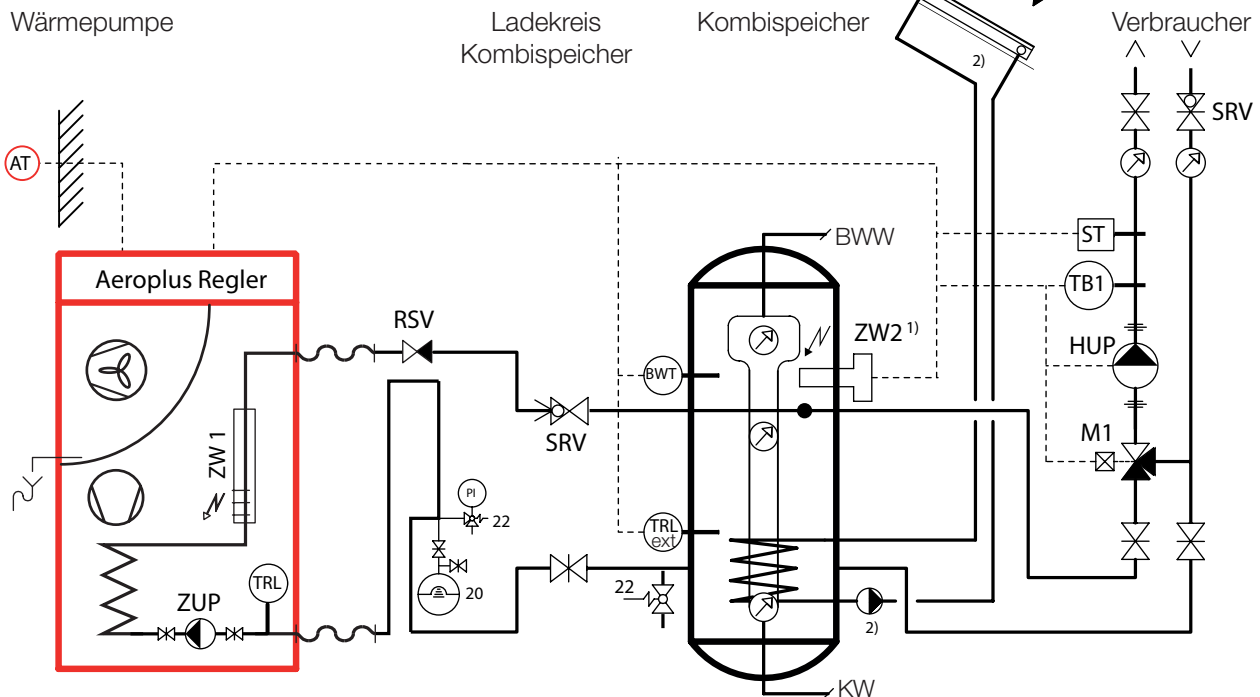 Wärmepumpe
Ladekreis
Kombispeicher
Kombispeicher
Verbraucher
2)
SRV
AT
ST
BWW
Aeroplus Regler
TB1
RSV
ZW2 1)
HUP
BWT
SRV
M1
ZW 1
PI
22
TRL
ext
TRL
20
22
ZUP
2)
KW